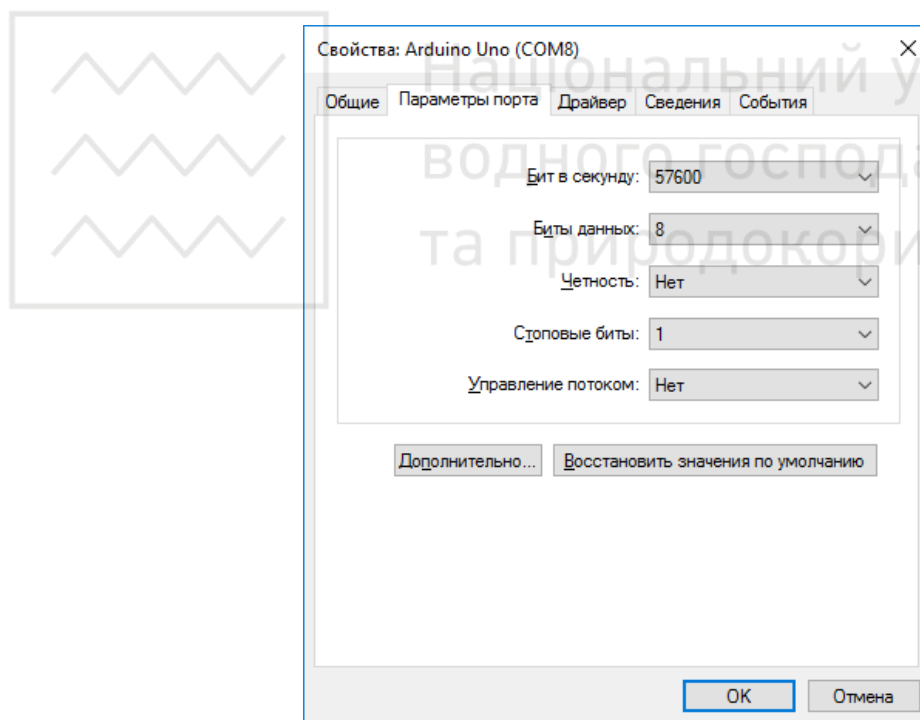 Свойства: Arduino Uno (COM8)
Національний у
Общие Параметры порта Драйвер Сведения События
водного господа
Бит в секунду: 57600
Биты данных: 8
та природокори
Четность: Нет
Стоповые биты: 1
Управление потоком: Нет
Дополнительно... Восстановить значения по умолчанию
OK Отмена